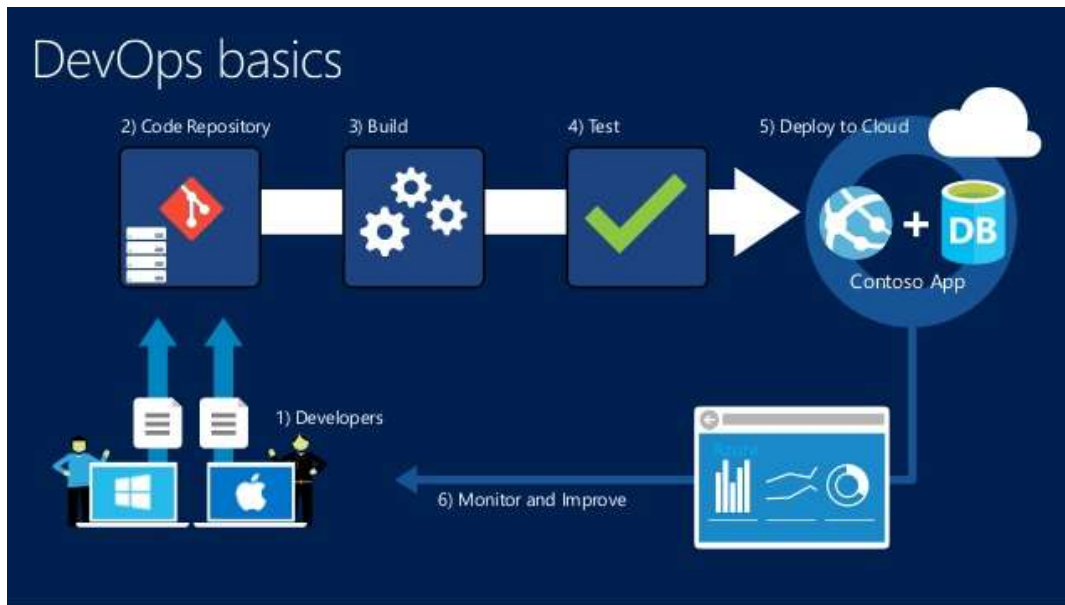 DevOps basics
2) Code Repository
3) Build
4) Test
5) Deploy to Cloud
DB
Contoso App
1) Developers
Azure
6) Monitor and Improve